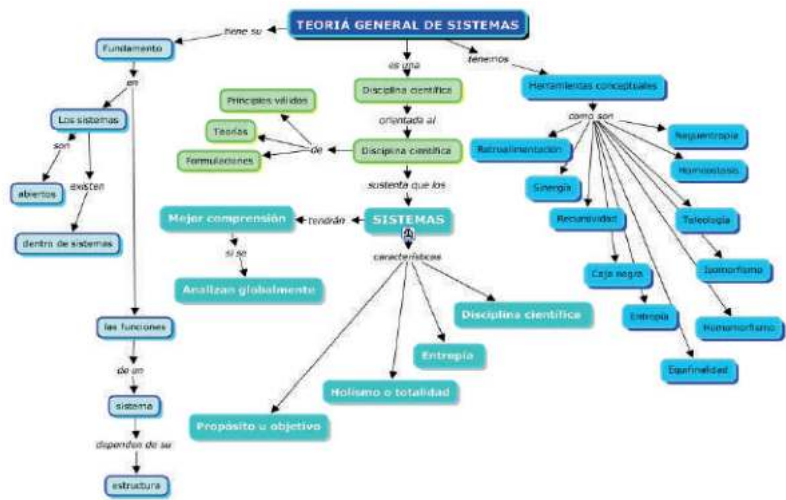 TEORIÁ GENERAL DE SISTEMAS
tiene su
Fundamento
en
Los sistemas
son
abiertos
existen
dentro de sistemas
las funciones
de un
sistema
dependen de su
estructura
es una
Disciplina científica
orientada al
Disciplina científica
de
Principios válidos
Teorías
Formulaciones
sustenta que los
SISTEMAS
tendrán
Mejor comprensión
si se
Analizan globalmente
características
Disciplina científica
Entropía
Holismo o totalidad
Propósito u objetivo
tenemos
Herramientas conceptuales
como son
Retroalimentación
Sinergía
Recursividad
Caja negra
Entropía
Equifinalidad
Homomorfismo
Isomorfismo
Teleología
Homeostasis
Neguentropía